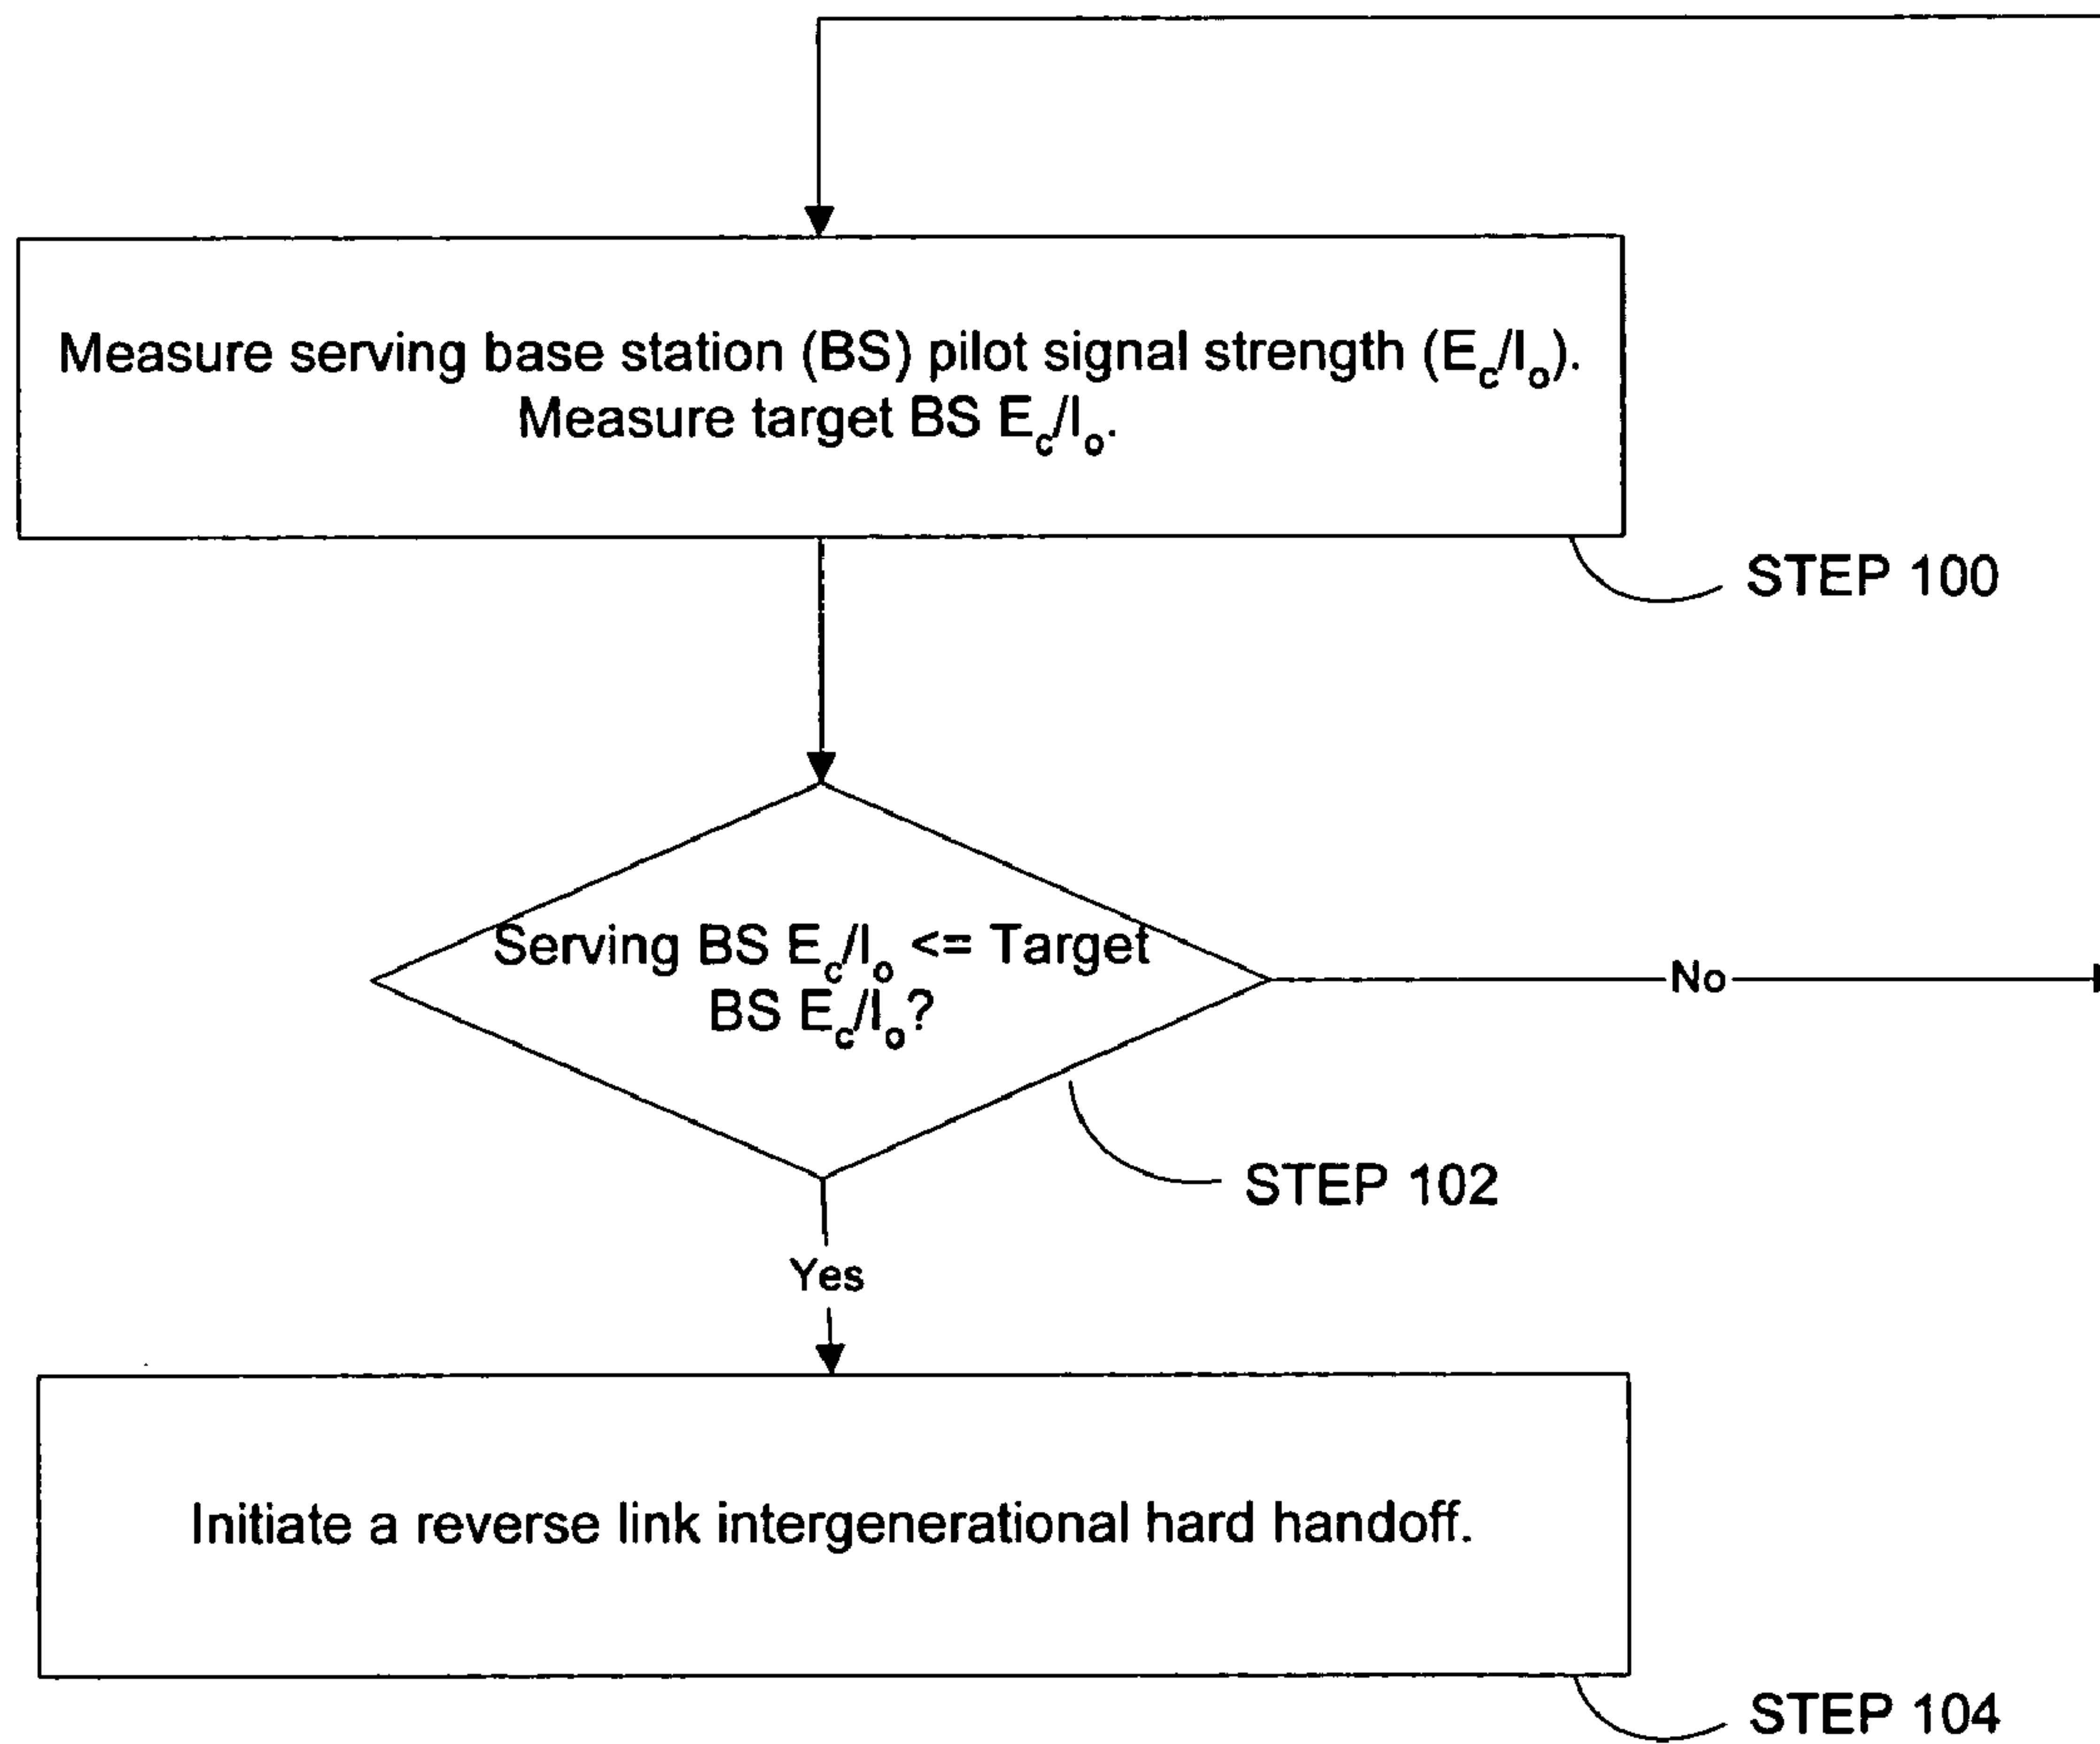 Measure serving base station (BS) pilot signal strength (Ec/Io).
Measure target BS Ec/Io.
STEP 100
Serving BS Ec/Io <= Target
BS Ec/Io?
No
STEP 102
Yes
Initiate a reverse link intergenerational hard handoff.
STEP 104